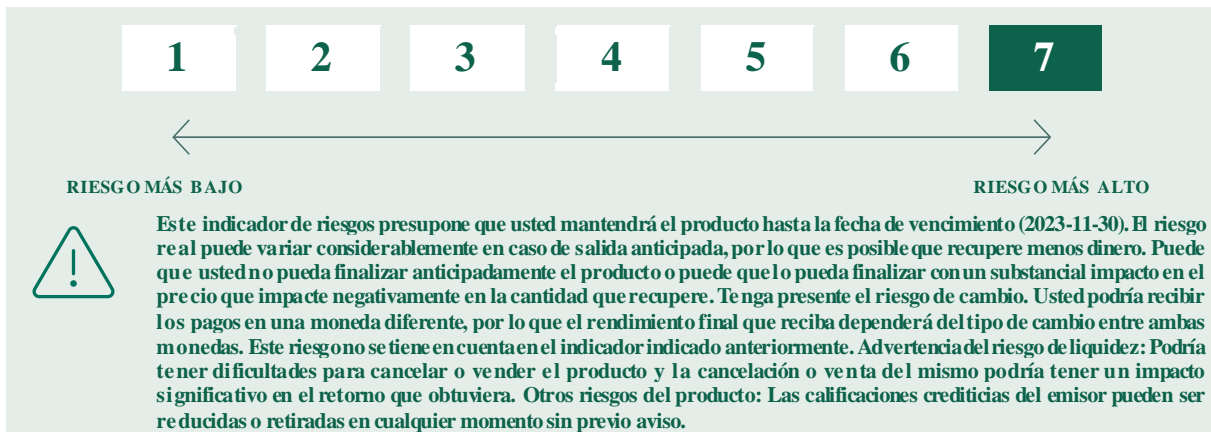 1 2 3 4 5 6 7
RIESGO MÁS BAJO RIESGO MÁS ALTO
Este indicador de riesgos presupone que usted mantendrá el producto hasta la fecha de vencimiento (2023-11-30). El riesgo
real puede variar considerablemente en caso de salida anticipada, por lo que es posible que recupere menos dinero. Puede
que usted no pueda finalizar anticipadamente el producto o puede que lo pueda finalizar con un substancial impacto en el
precio que impacte negativamente en la cantidad que recupere. Tenga presente el riesgo de cambio. Usted podría recibir
los pagos en una moneda diferente, por lo que el rendimiento final que reciba dependerá del tipo de cambio entre ambas
monedas. Este riesgo no se tiene en cuenta en el indicador indicado anteriormente. Advertencia del riesgo de liquidez: Podría
tener dificultades para cancelar o vender el producto y la cancelación o venta del mismo podría tener un impacto
significativo en el retorno que obtuviera. Otros riesgos del producto: Las calificaciones crediticias del emisor pueden ser
reducidas o retiradas en cualquier momento sin previo aviso.